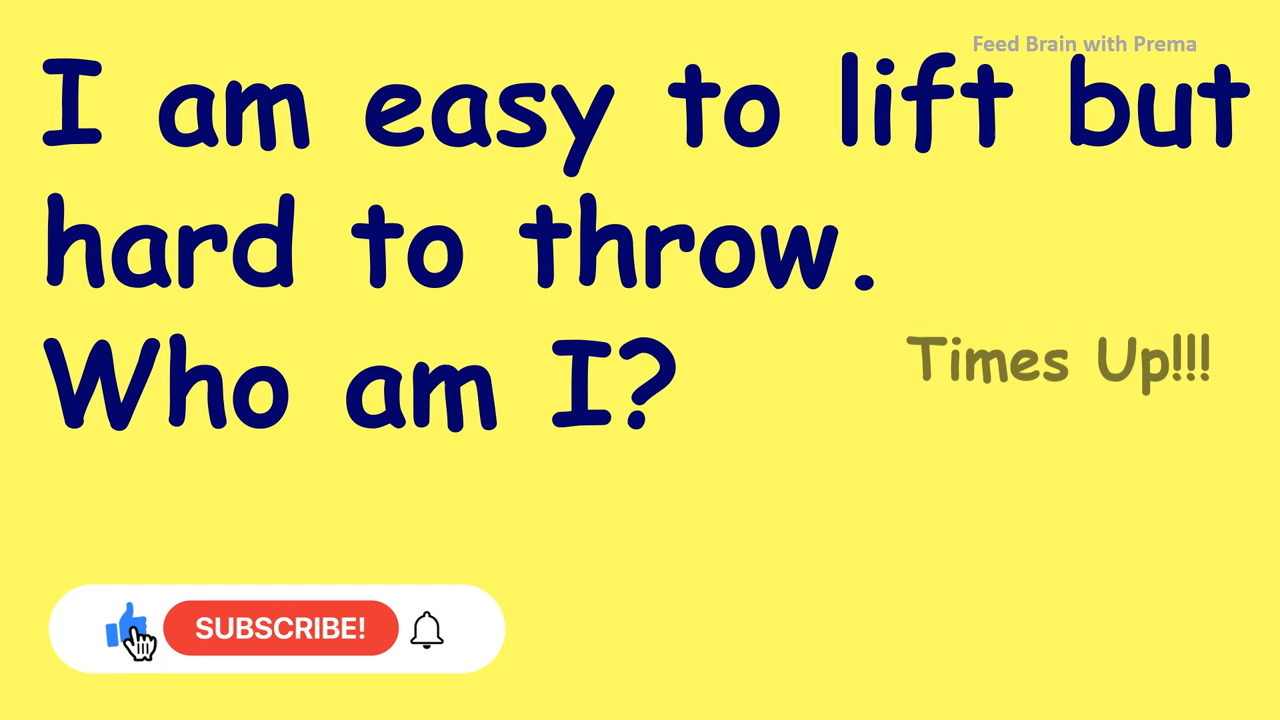 Feed Brain with Prema
I am easy to lift but
hard to throw.
Who am I?
Times Up!!!
SUBSCRIBE!